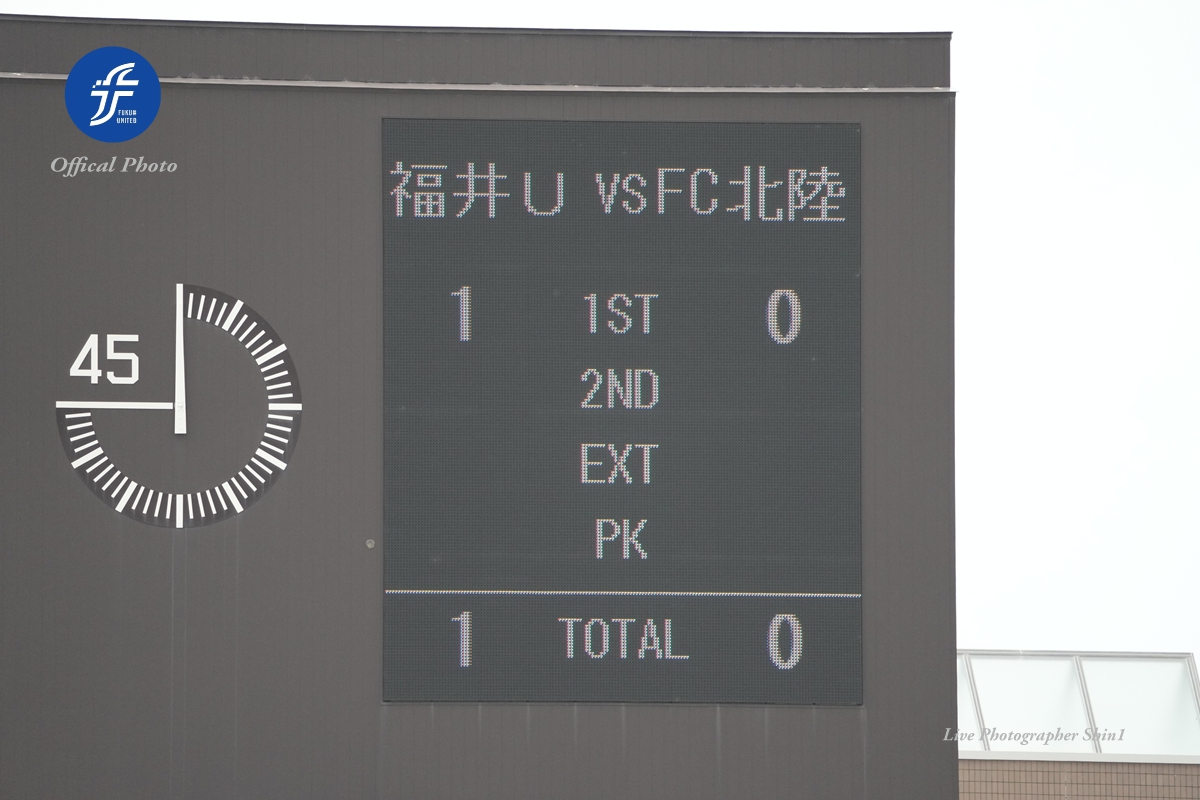 FUKUI
UNITED
Offical Photo
福井U vsFC北陸
1 1ST 0
45
2ND
EXT
PK
1 TOTAL 0
Live Photographer Shin1